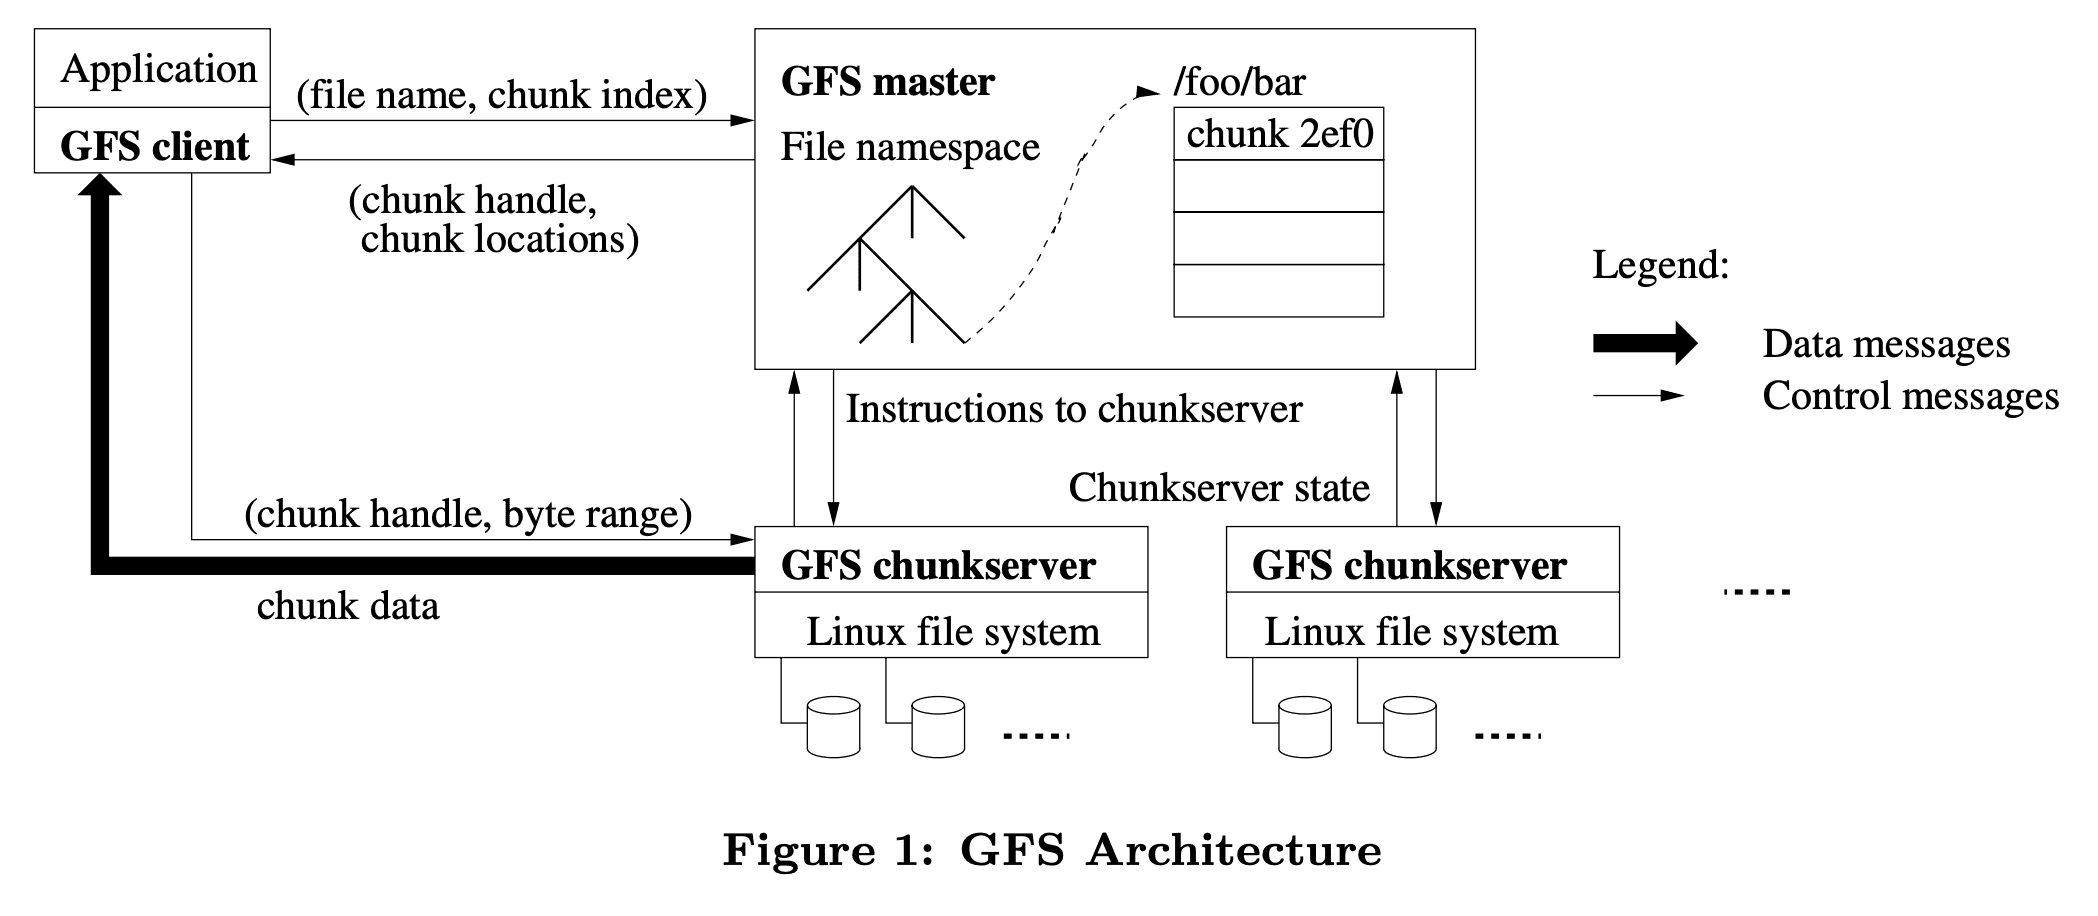 Application
GFS client
(file name, chunk index)
(chunk handle,
chunk locations)
GFS master
File namespace
/foo/bar
chunk 2ef0
Legend:
Data messages
Control messages
Instructions to chunkserver
Chunkserver state
(chunk handle, byte range)
chunk data
GFS chunkserver
Linux file system
GFS chunkserver
Linux file system
Figure 1: GFS Architecture